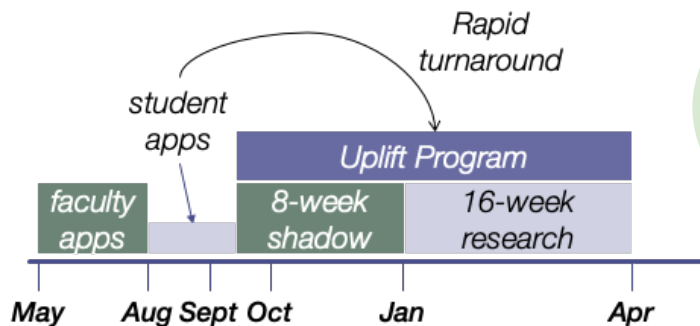 Rapid
turnaround
student
apps
Uplift Program
faculty
apps
8-week
shadow
16-week
research
May Aug Sept Oct Jan Apr